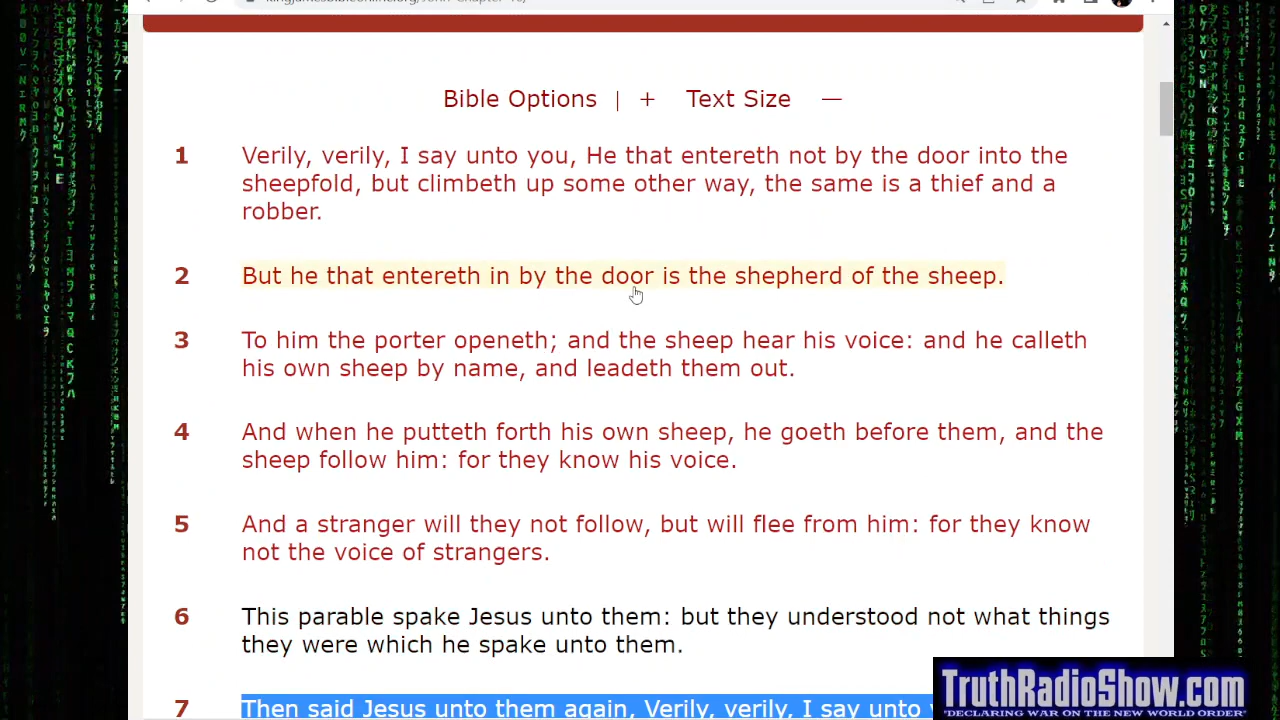 Bible Options | + Text Size —
1 Verily, verily, I say unto you, He that entereth not by the door into the
sheepfold, but climbeth up some other way, the same is a thief and a
robber.
2 But he that entereth in by the door is the shepherd of the sheep.
3 To him the porter openeth; and the sheep hear his voice: and he calleth
his own sheep by name, and leadeth them out.
4 And when he putteth forth his own sheep, he goeth before them, and the
sheep follow him: for they know his voice.
5 And a stranger will they not follow, but will flee from him: for they know
not the voice of strangers.
6 This parable spake Jesus unto them: but they understood not what things
they were which he spake unto them.
7 Then said Jesus unto them again, Verily, verily, I say unto
TruthRadioShow.com
"DECLARING WAR ON THE NEW WORLD ORDER"